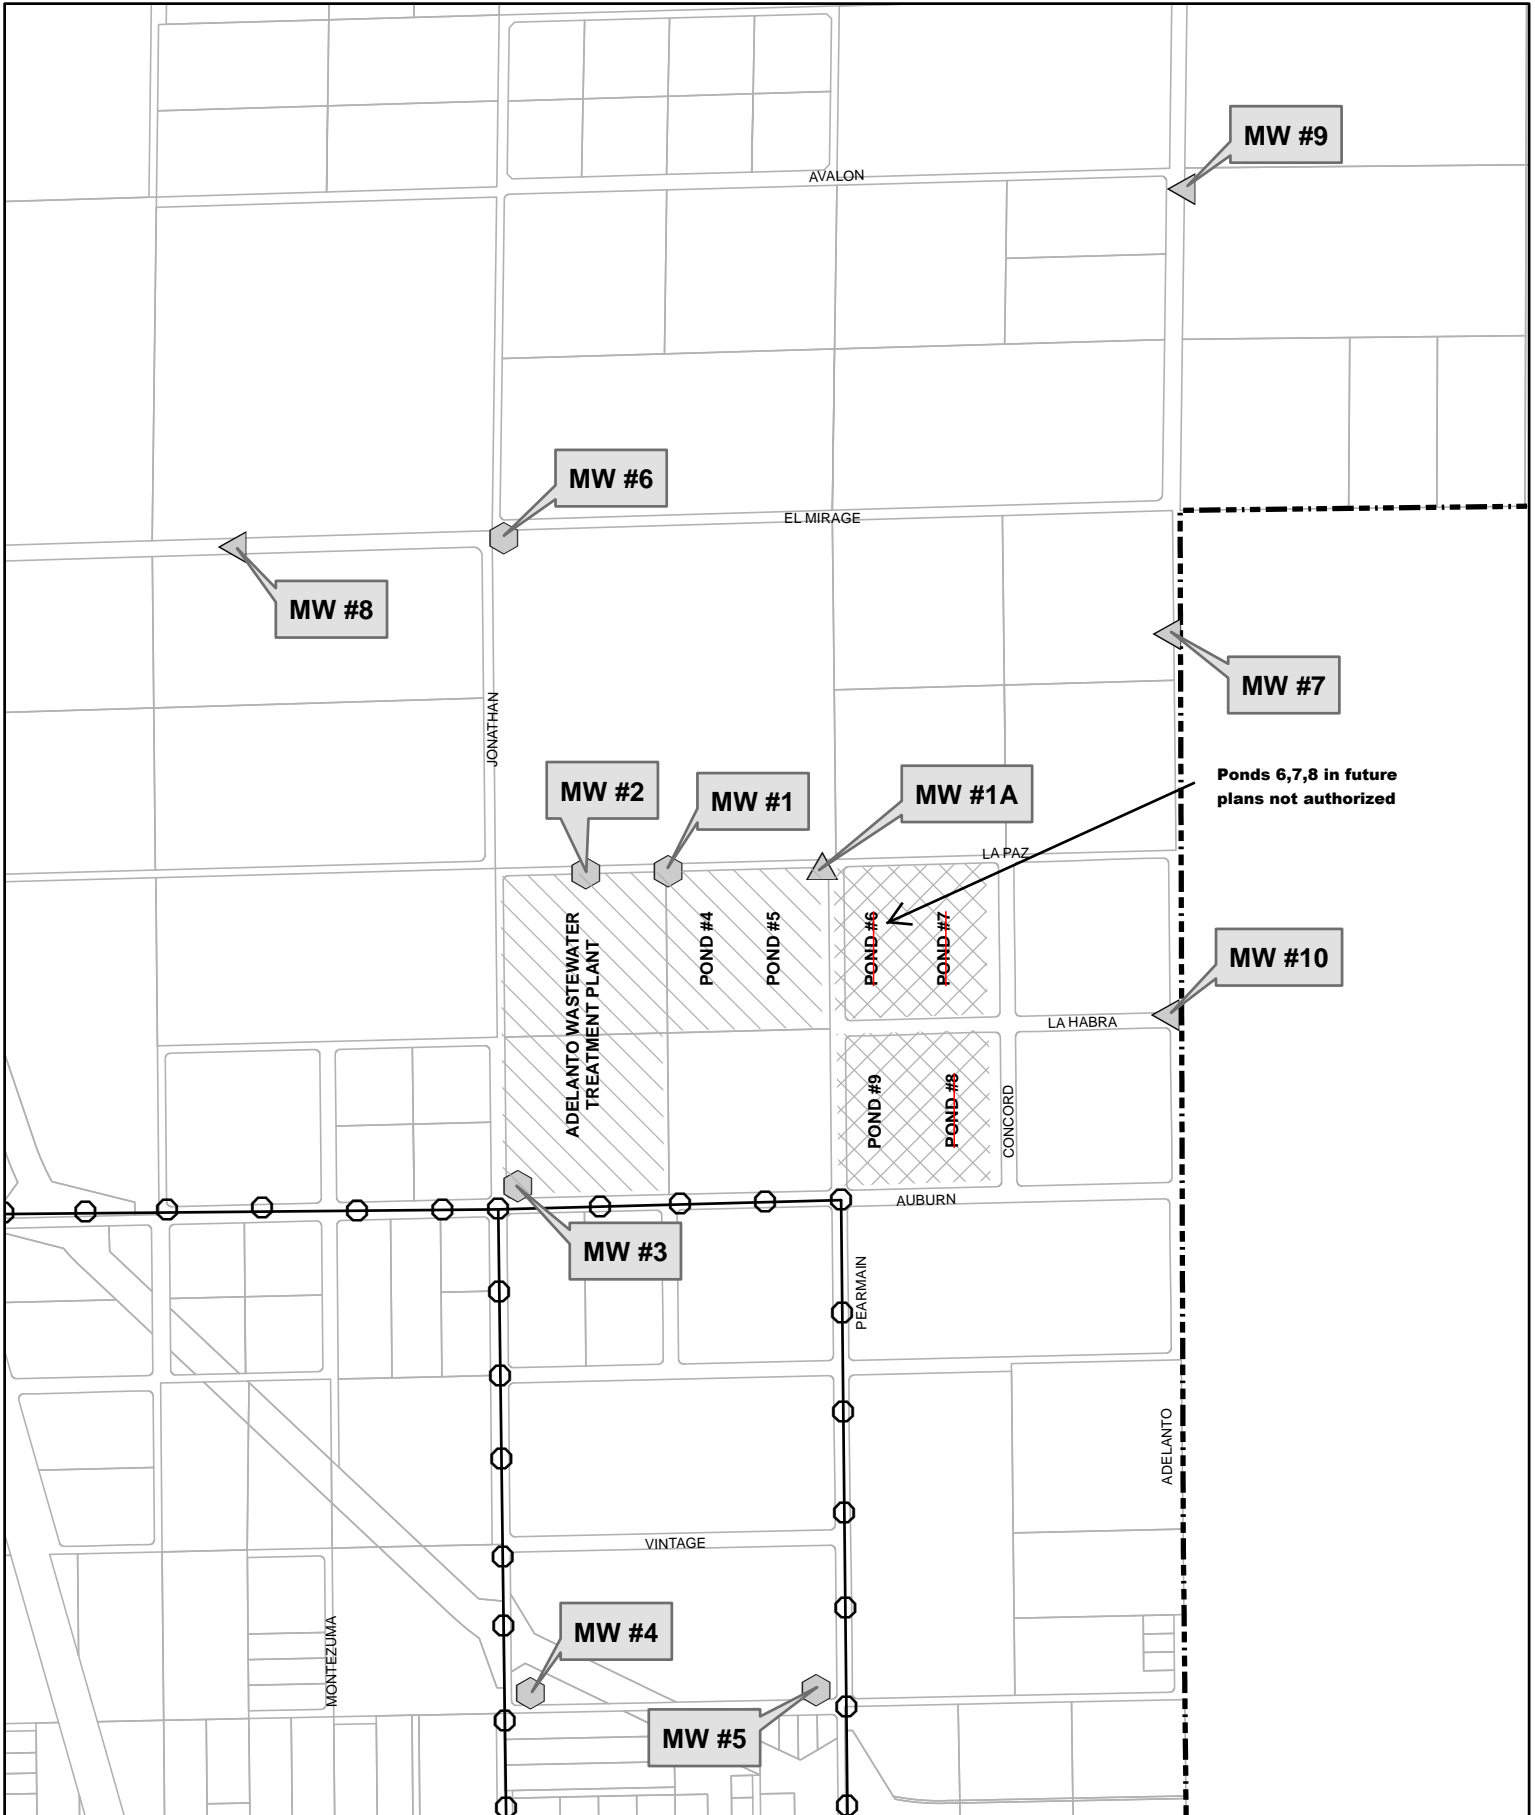 MW #9
AVALON
MW #6
EL MIRAGE
MW #8
MW #7
JONATHAN
MW #2
MW #1
MW #1A
Ponds 6,7,8 in future
plans not authorized
LA PAZ
ADELANTO WASTEWATER
TREATMENT PLANT
POND #4
POND #5
POND #6
POND #7
MW #10
LA HABRA
POND #9
POND #8
CONCORD
AUBURN
MW #3
PEARMAIN
ADELANTO
VINTAGE
MW #4
MONTEZUMA
MW #5